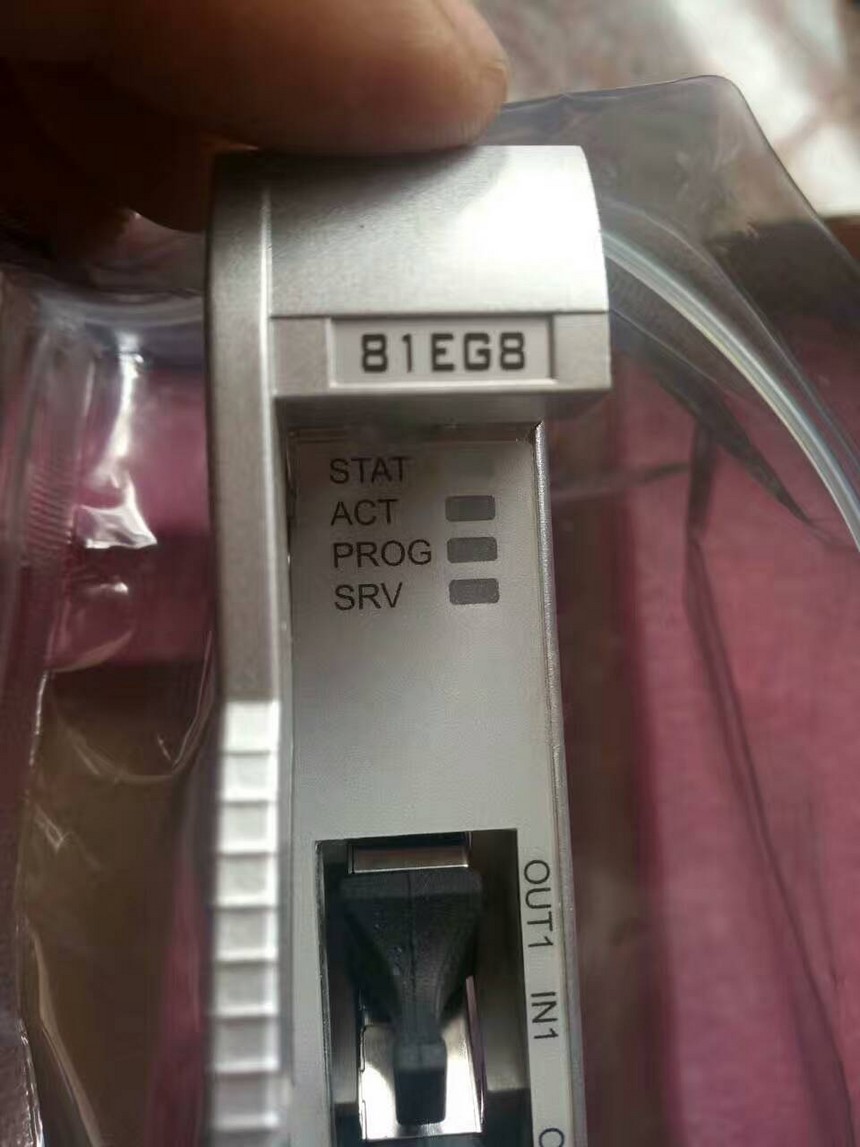 81EG8
STAT
ACT
PROG
SRV
OUT1 IN1